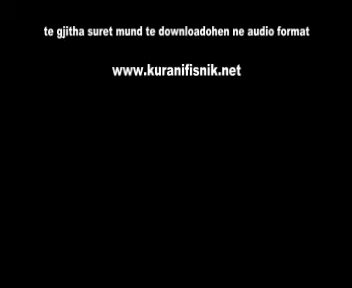 te gjitha suret mund te downloadohen ne audio format
www.kuranifisnik.net